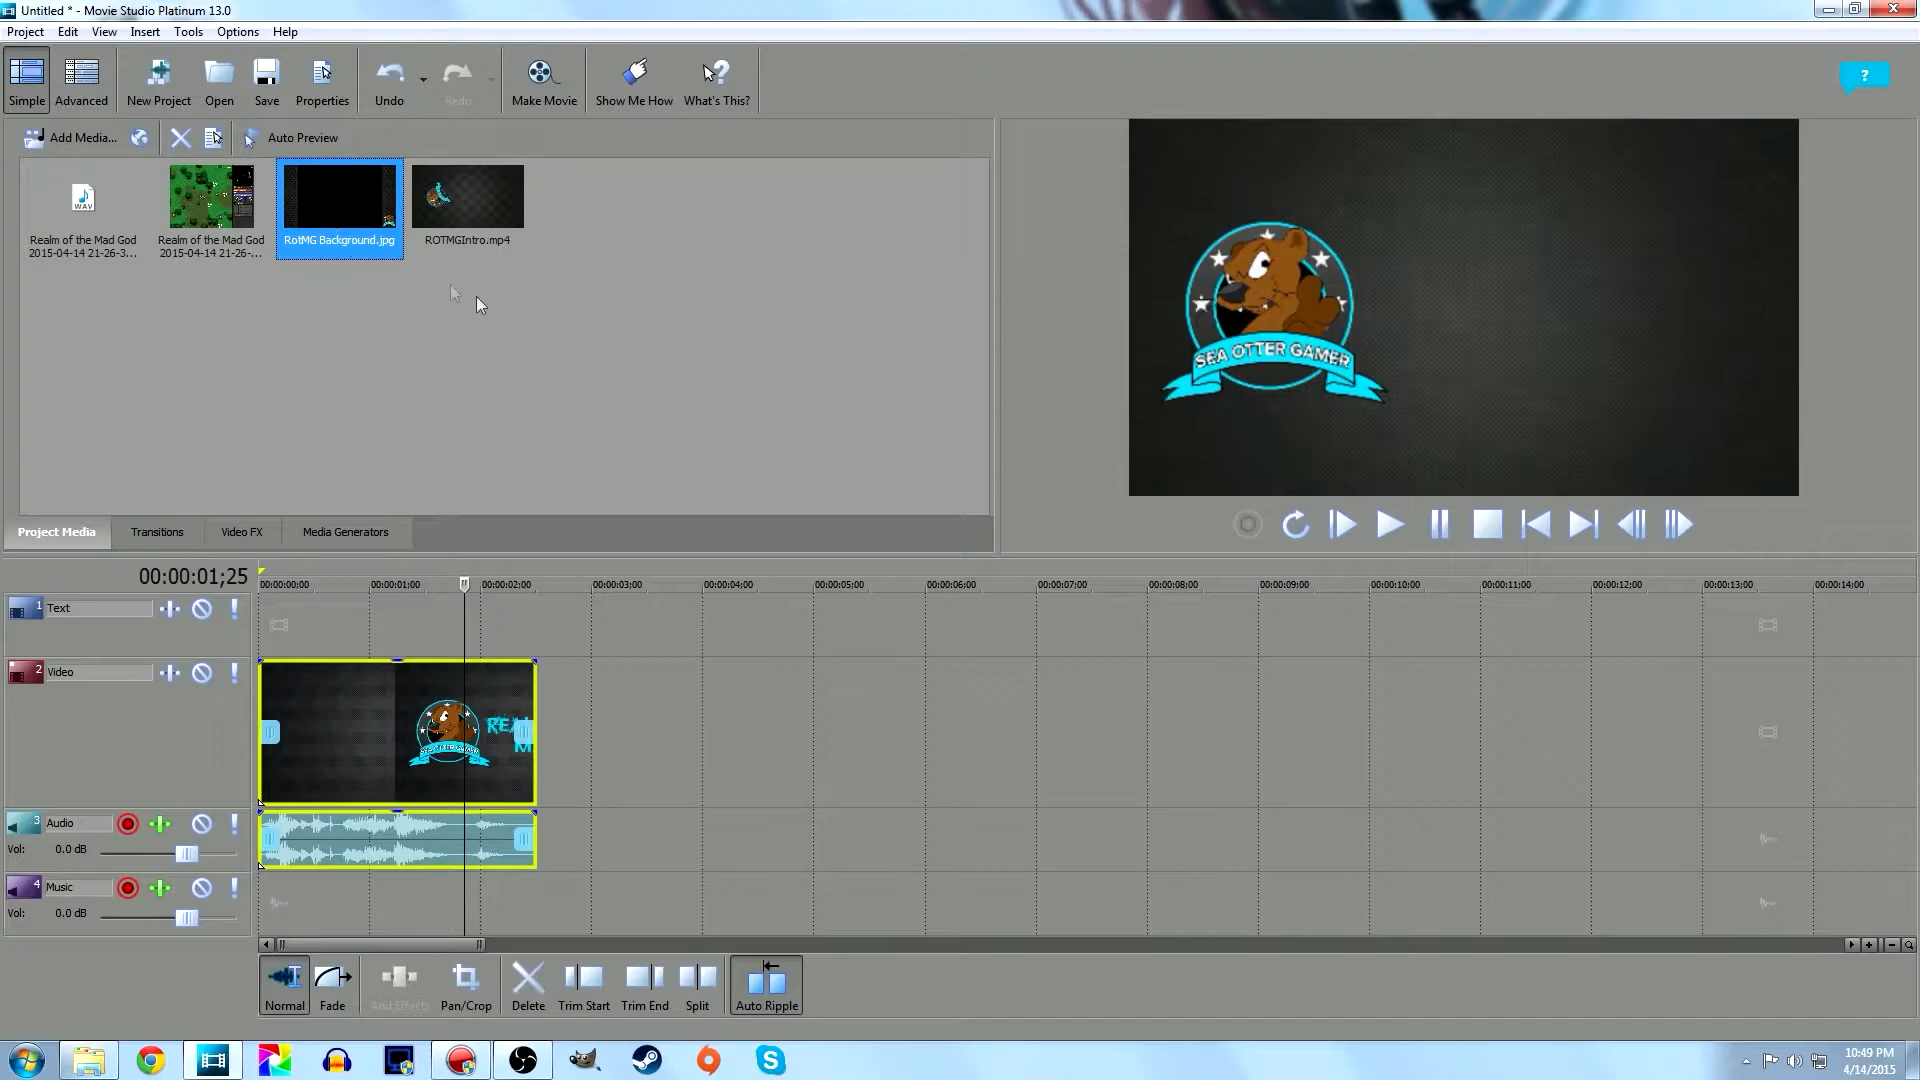 Untitled * - Movie Studio Platinum 13.0
Project Edit View Insert Tools Options Help
Simple Advanced New Project Open Save Properties Undo Redo Make Movie Show Me How What's This?
?
Add Media... Auto Preview
WAV
Realm of the Mad God
2015-04-14 21-26-3...
Realm of the Mad God
2015-04-14 21-26-...
RotMG Background.jpg
ROTMGIntro.mp4
SEA OTTER GAMER
Project Media Transitions Video FX Media Generators
00:00:01;25
00:00:00;00 00:00:01;00 00:00:02;00 00:00:03;00 00:00:04;00 00:00:05;00 00:00:06;00 00:00:07;00 00:00:08;00 00:00:09;00 00:00:10;00 00:00:11;00 00:00:12;00 00:00:13;00 00:00:14;00
1 Text
2 Video
REA
M
SEA OTTER GAMER
3 Audio
Vol: 0.0 dB
4 Music
Vol: 0.0 dB
Normal Fade Add Effects Pan/Crop Delete Trim Start Trim End Split Auto Ripple
10:49 PM
4/14/2015